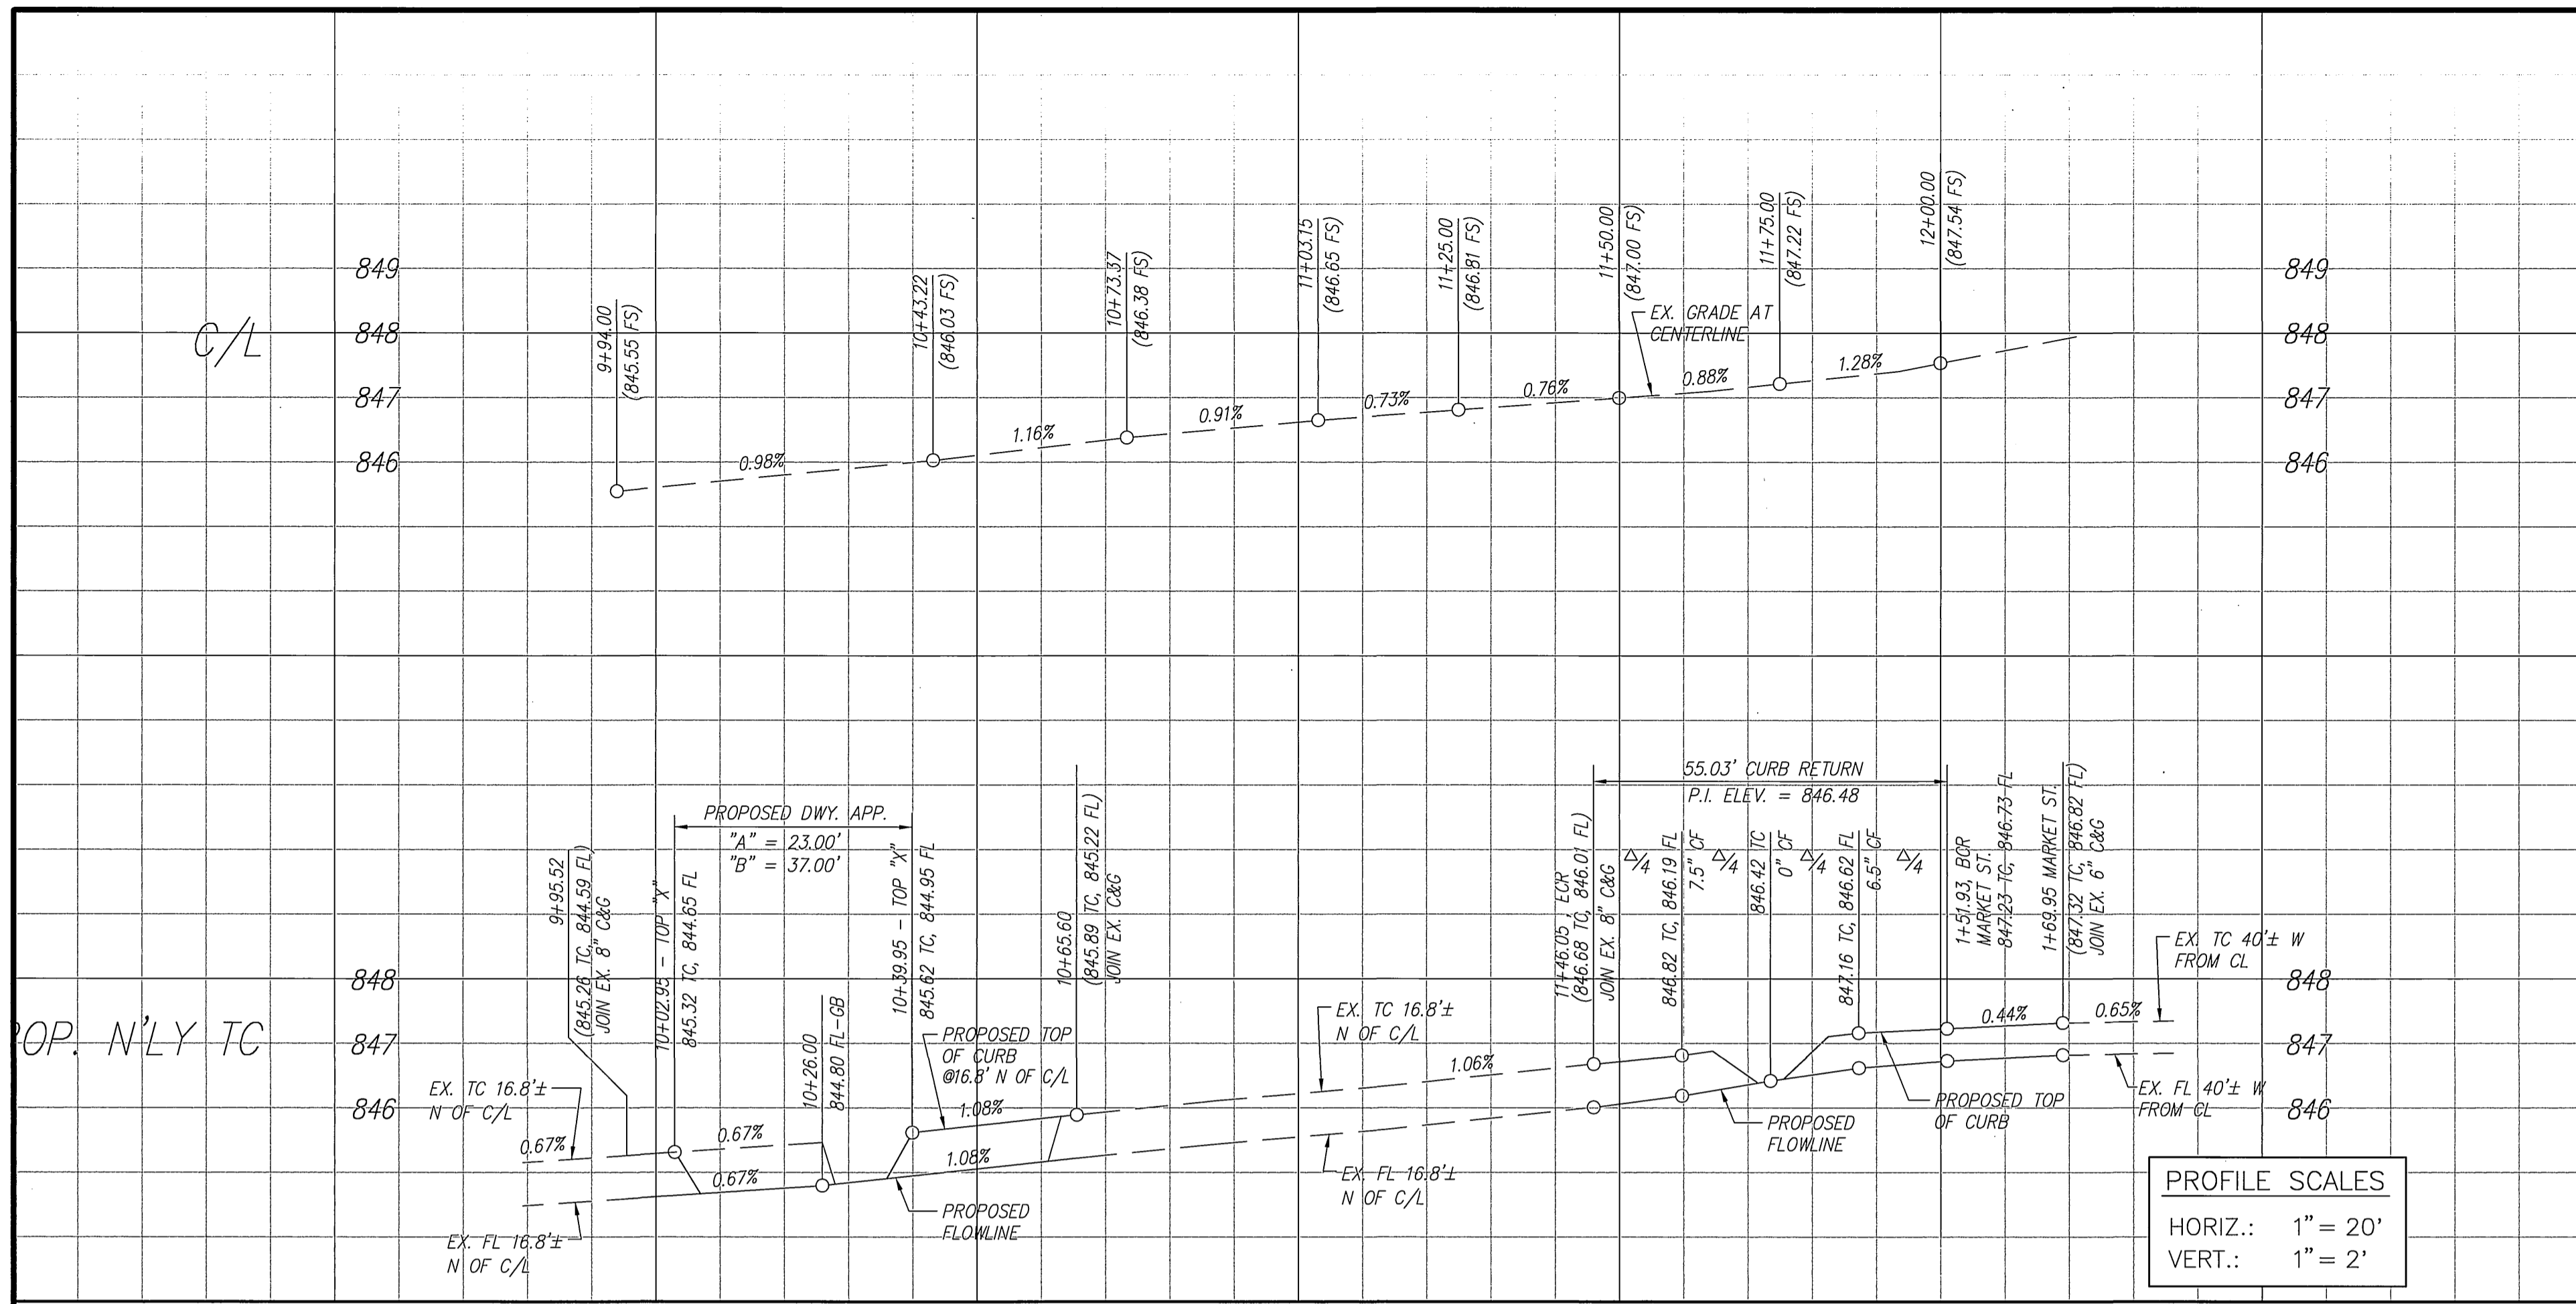 C/L
849
848
847
846
849
848
847
846
9+94.00
(845.55 FS)
10+43.22
(846.03 FS)
10+73.37
(846.38 FS)
11+03.15
(846.65 FS)
11+25.00
(846.81 FS)
11+50.00
(847.00 FS)
11+75.00
(847.22 FS)
12+00.00
(847.54 FS)
EX. GRADE AT
CENTERLINE
0.98%
1.16%
0.91%
0.73%
0.76%
0.88%
1.28%
OP. N'LY TC
848
847
846
848
847
846
9+95.52
(845.26 TC, 844.59 FL)
JOIN EX. 8" C&G
10+02.95 - TOP "X"
845.32 TC, 844.65 FL
PROPOSED DWY. APP.
"A" = 23.00'
"B" = 37.00'
10+26.00
844.80 FL-GB
10+39.95 - TOP "X"
845.62 TC, 844.95 FL
10+65.60
(845.89 TC, 845.22 FL)
JOIN EX. C&G
PROPOSED TOP
OF CURB
@16.8' N OF C/L
EX. TC 16.8'±
N OF C/L
0.67%
0.67%
0.67%
1.08%
1.08%
EX. FL 16.8'±
N OF C/L
PROPOSED
FLOWLINE
EX. TC 16.8'±
N OF C/L
1.06%
EX. FL 16.8'±
N OF C/L
55.03' CURB RETURN
P.I. ELEV. = 846.48
11+46.05, ECR
(846.68 TC, 846.01 FL)
JOIN EX. 8" C&G
Δ/4
846.82 TC, 846.19 FL
7.5" CF
Δ/4
846.42 TC
0" CF
Δ/4
847.16 TC, 846.62 FL
6.5" CF
Δ/4
1+51.93, BCR
MARKET ST.
847.23 TC, 846.73 FL
1+69.95 MARKET ST.
(847.32 TC, 846.82 FL)
JOIN EX. 6" C&G
EX. TC 40'± W
FROM CL
0.44%
0.65%
PROPOSED
FLOWLINE
PROPOSED TOP
OF CURB
EX. FL 40'± W
FROM CL
PROFILE SCALES
HORIZ.: 1" = 20'
VERT.: 1" = 2'